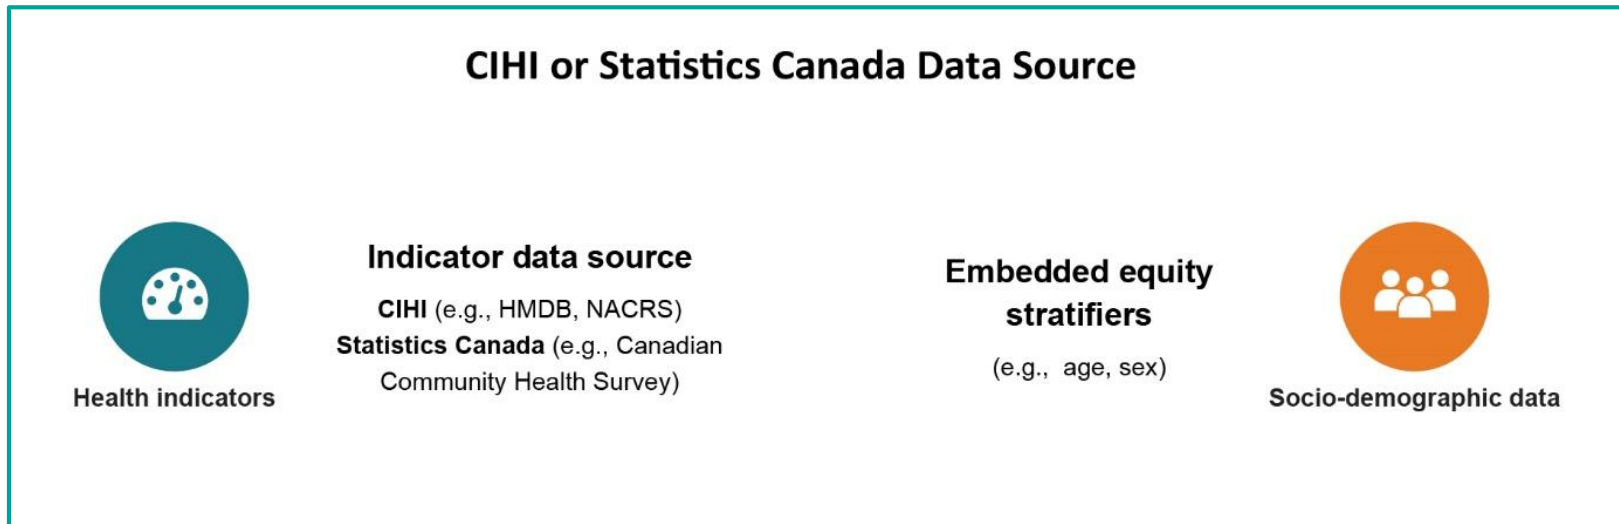 CIHI or Statistics Canada Data Source
Health indicators
Indicator data source
CIHI (e.g., HMDB, NACRS)
Statistics Canada (e.g., Canadian
Community Health Survey)
Embedded equity
stratifiers
(e.g., age, sex)
Socio-demographic data